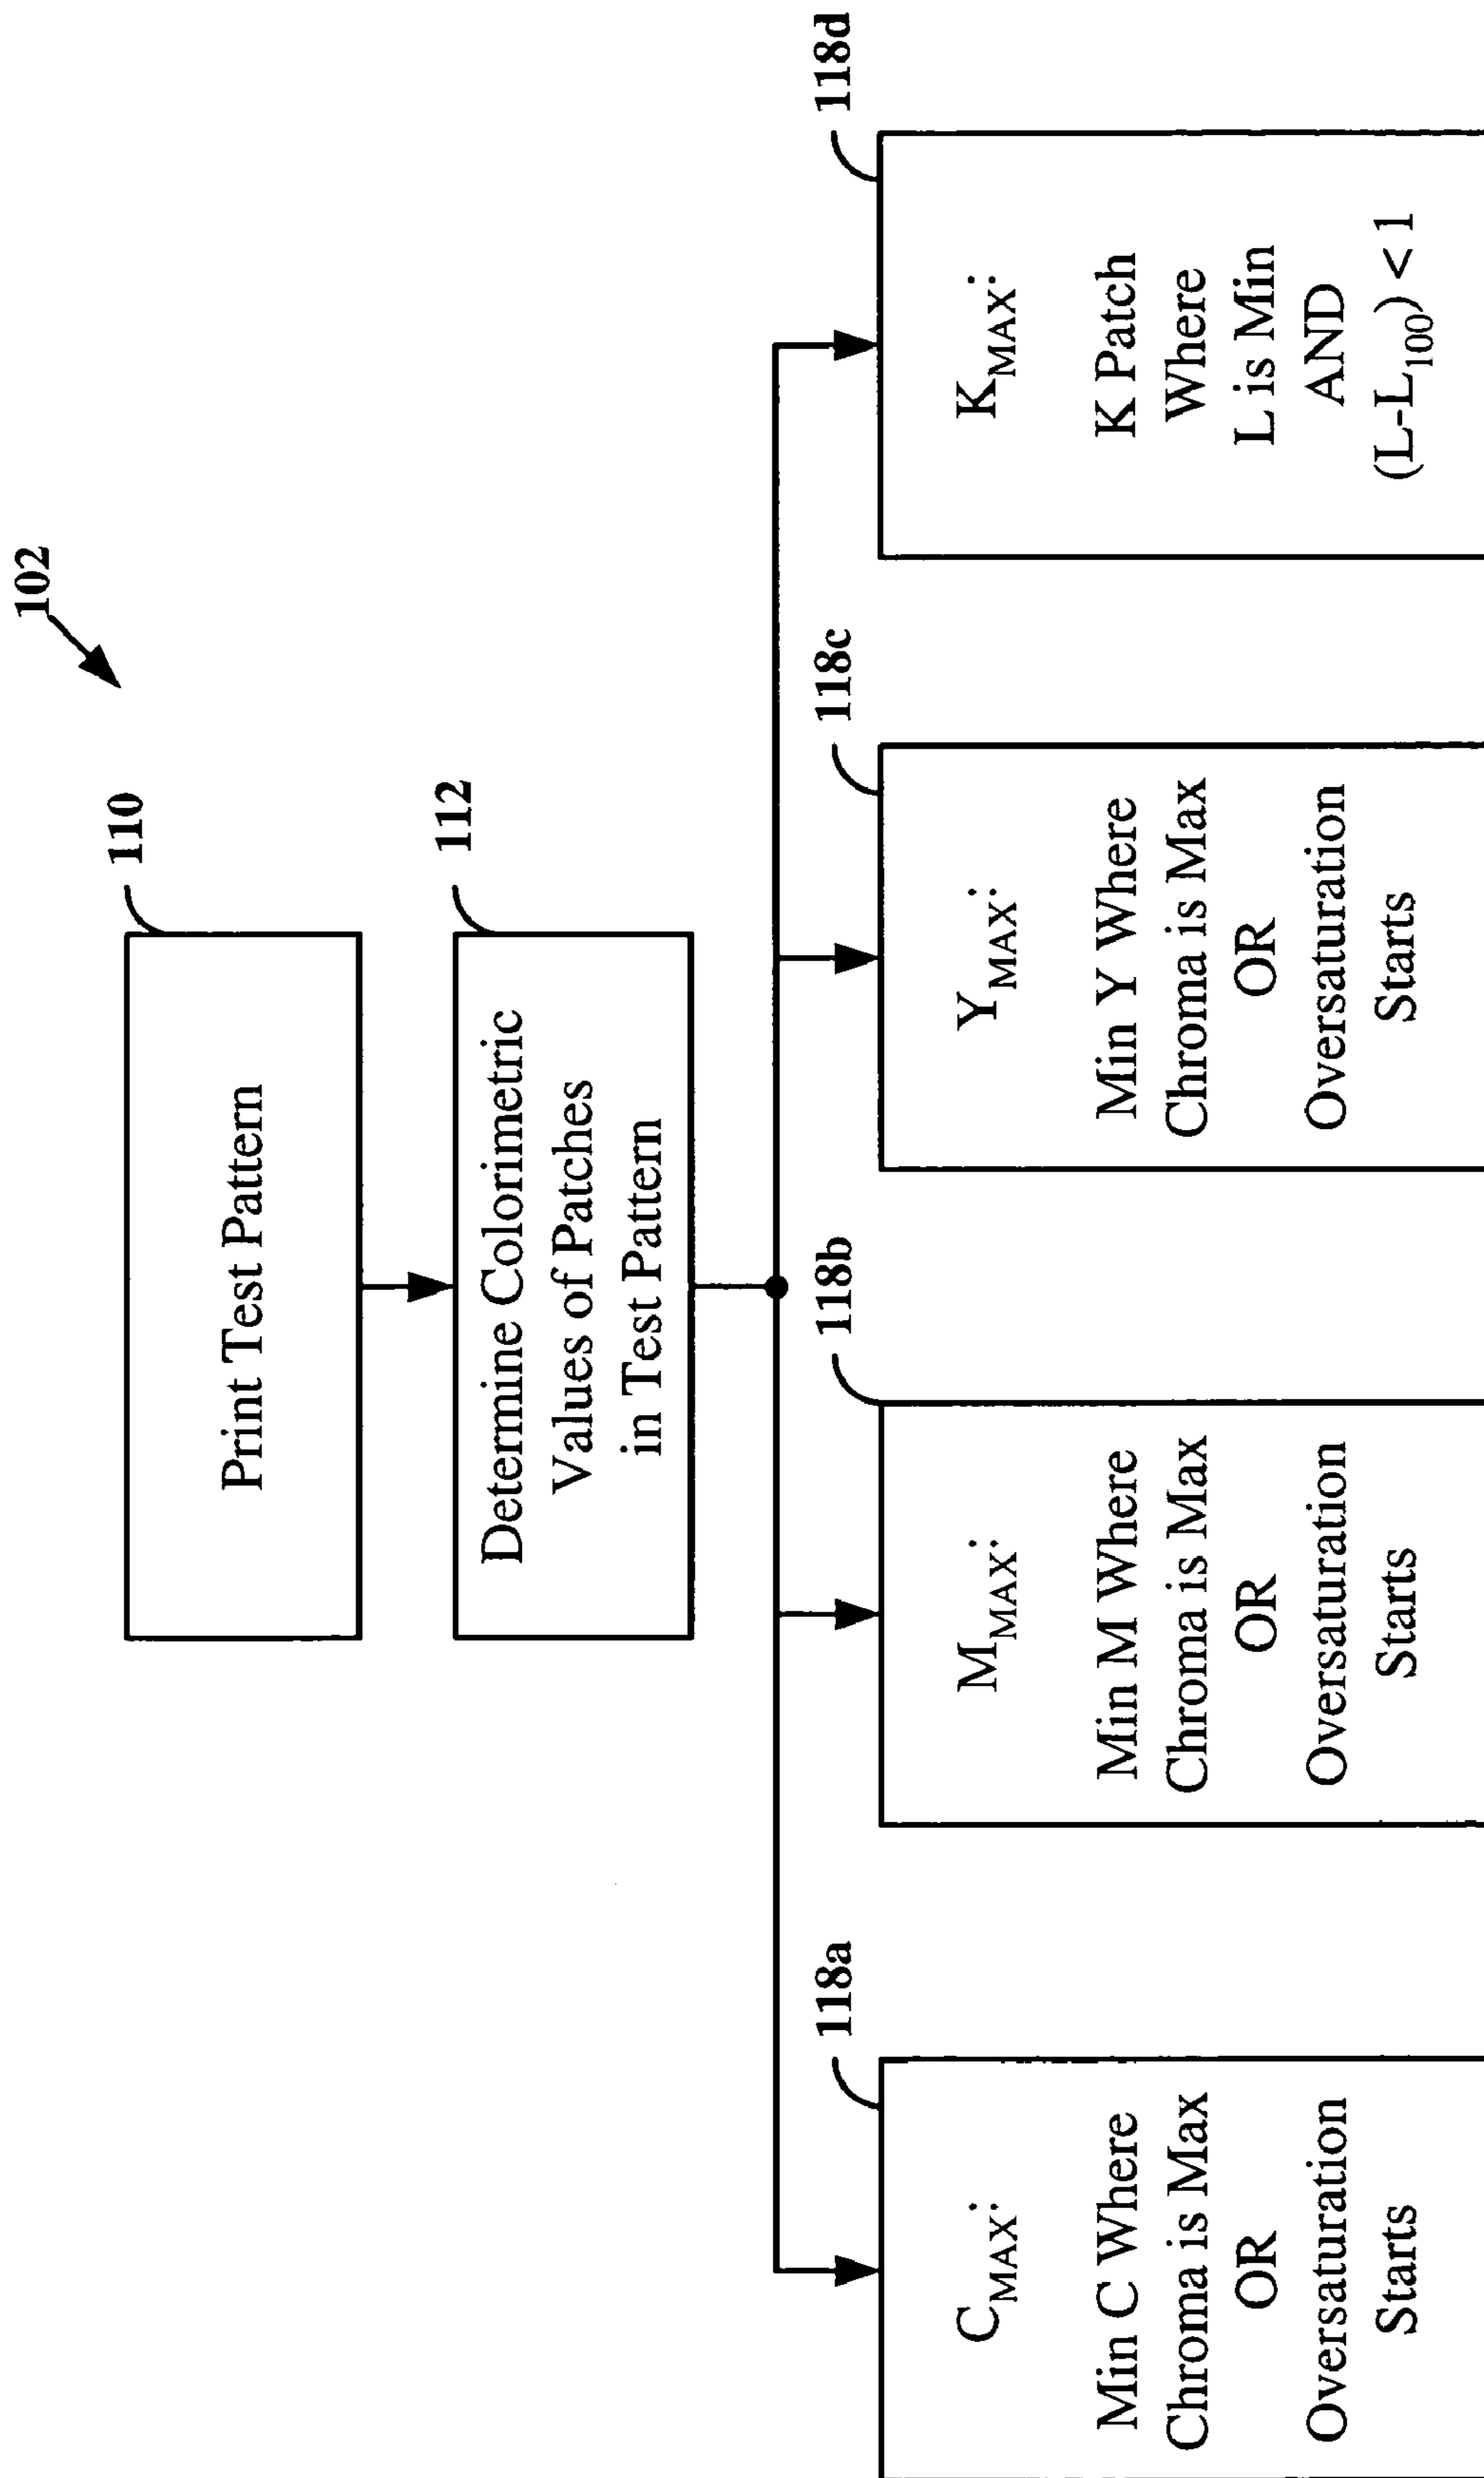 102
110
Print Test Pattern
112
Determine Colorimetric
Values of Patches
in Test Pattern
118a
C_MAX:
Min C Where
Chroma is Max
OR
Oversaturation
Starts
118b
M_MAX:
Min M Where
Chroma is Max
OR
Oversaturation
Starts
118c
Y_MAX:
Min Y Where
Chroma is Max
OR
Oversaturation
Starts
118d
K_MAX:
K Patch
Where
L is Min
AND
(L-L₁₀₀) < 1